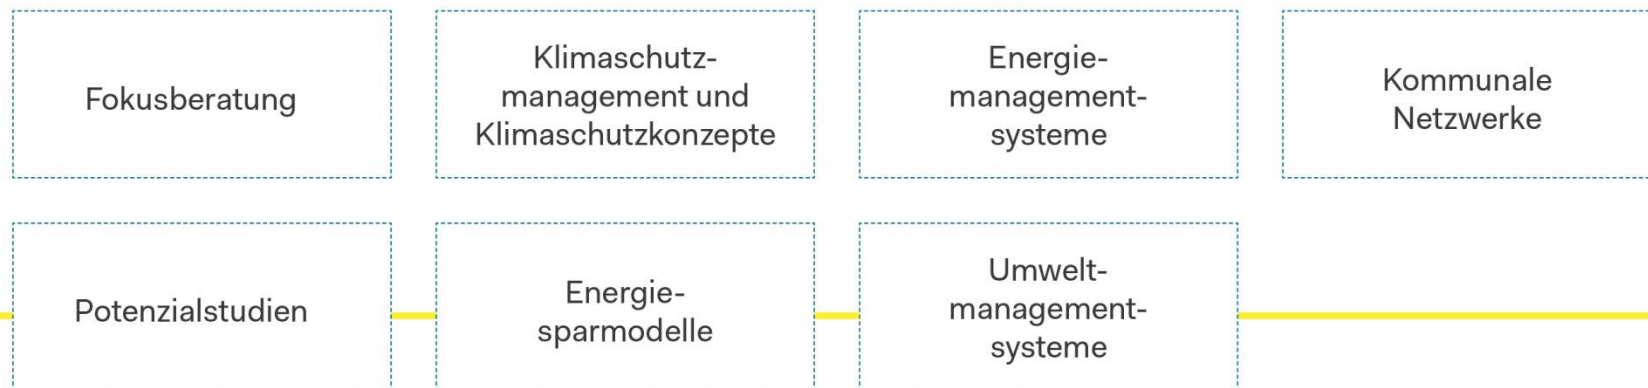 Fokusberatung
Klimaschutz-
management und
Klimaschutzkonzepte
Energie-
management-
systeme
Kommunale
Netzwerke
Potenzialstudien
Energie-
sparmodelle
Umwelt-
management-
systeme